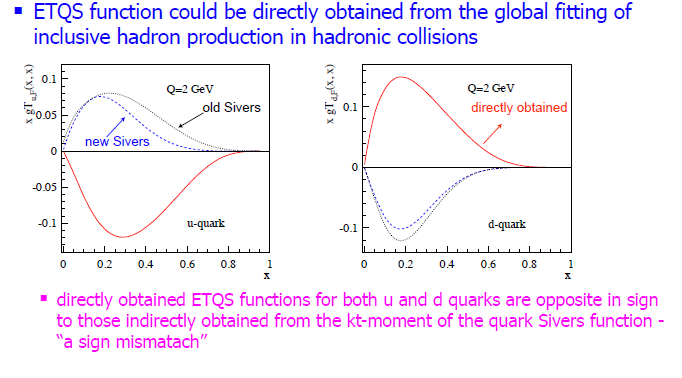 ▪ ETQS function could be directly obtained from the global fitting of
inclusive hadron production in hadronic collisions
x gT_{u,F}(x, x)
0.1
0.05
0
-0.05
-0.1
Q=2 GeV
old Sivers
new Sivers
u-quark
0 0.2 0.4 0.6 0.8 1
x
x gT_{d,F}(x, x)
0.1
0
-0.1
Q=2 GeV
directly obtained
d-quark
0 0.2 0.4 0.6 0.8 1
x
▪ directly obtained ETQS functions for both u and d quarks are opposite in sign
to those indirectly obtained from the kt-moment of the quark Sivers function -
“a sign mismatach”